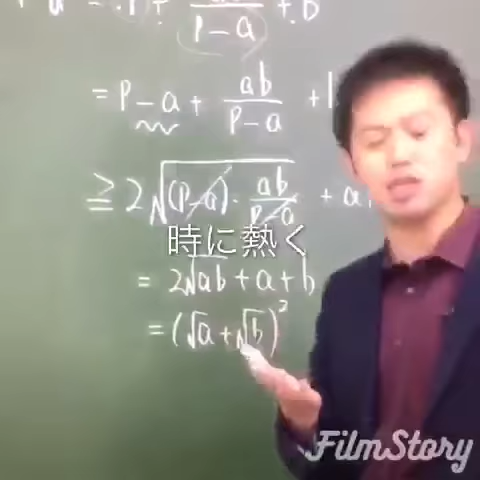 = P - a + ab/(P - a) +
≧ 2√((P - a) · ab/(P - a)) + a
時に熱く
= 2√ab + a + b
= (√a + √b)²
FilmStory